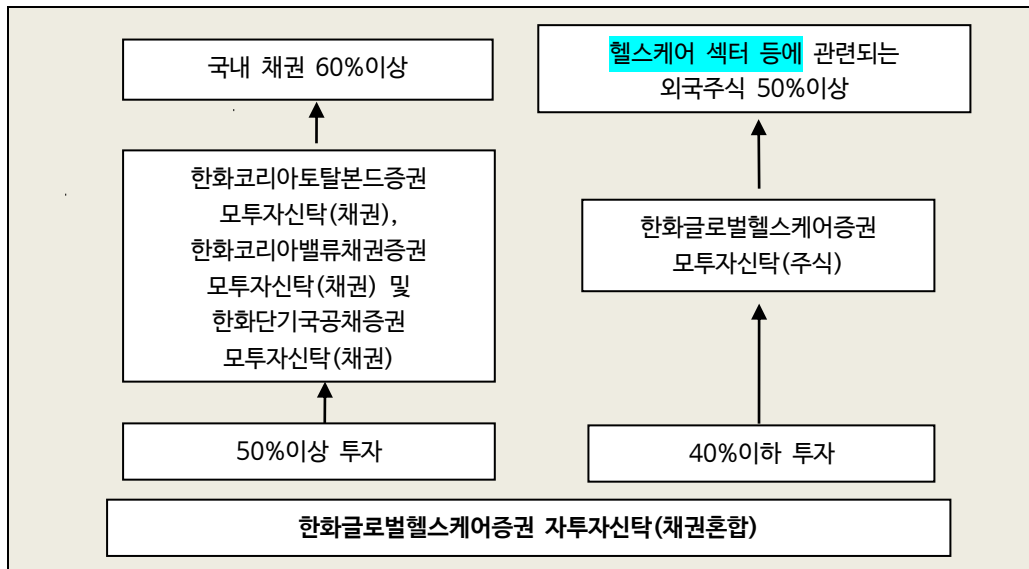 국내 채권 60%이상
헬스케어 섹터 등에 관련되는
외국주식 50%이상
한화코리아토탈본드증권
모투자신탁(채권),
한화코리아밸류채권증권
모투자신탁(채권) 및
한화단기국공채증권
모투자신탁(채권)
한화글로벌헬스케어증권
모투자신탁(주식)
50%이상 투자
40%이하 투자
한화글로벌헬스케어증권 자투자신탁(채권혼합)